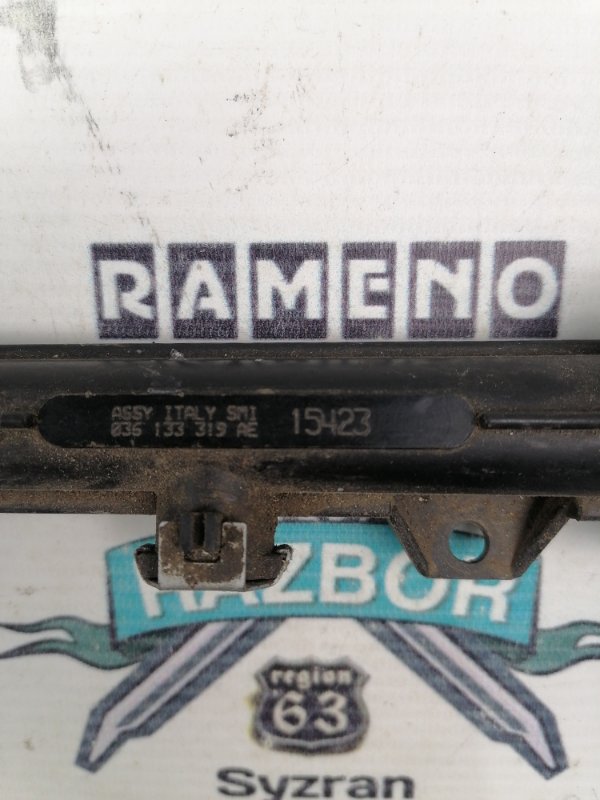 RAMENO
ASSY ITALY SMI
036 133 319 AE 15423
RAZBOR
region
63
Syzran